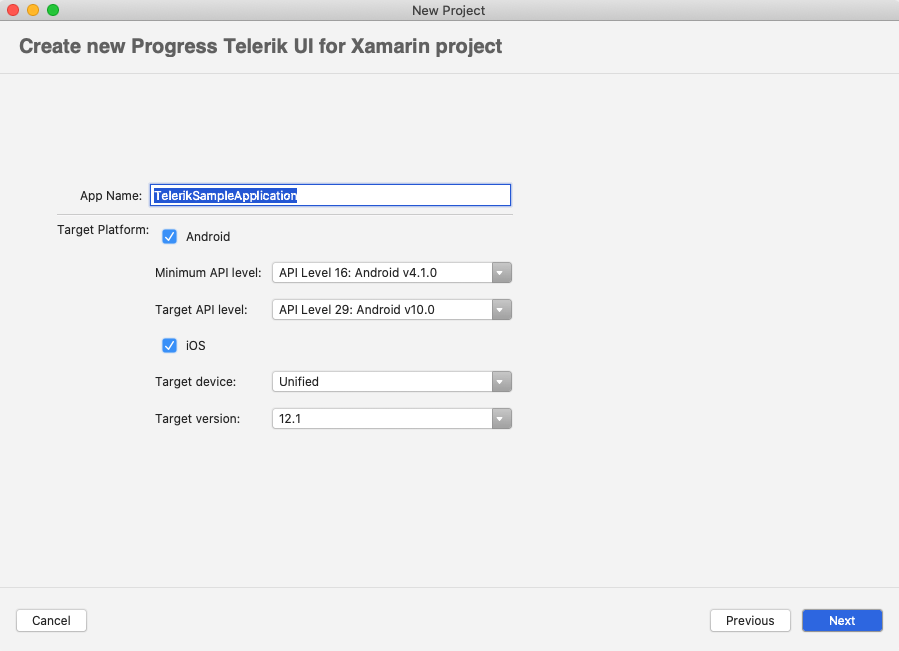 New Project
Create new Progress Telerik UI for Xamarin project
App Name: TelerikSampleApplication
Target Platform: Android
Minimum API level: API Level 16: Android v4.1.0
Target API level: API Level 29: Android v10.0
iOS
Target device: Unified
Target version: 12.1
Cancel Previous Next